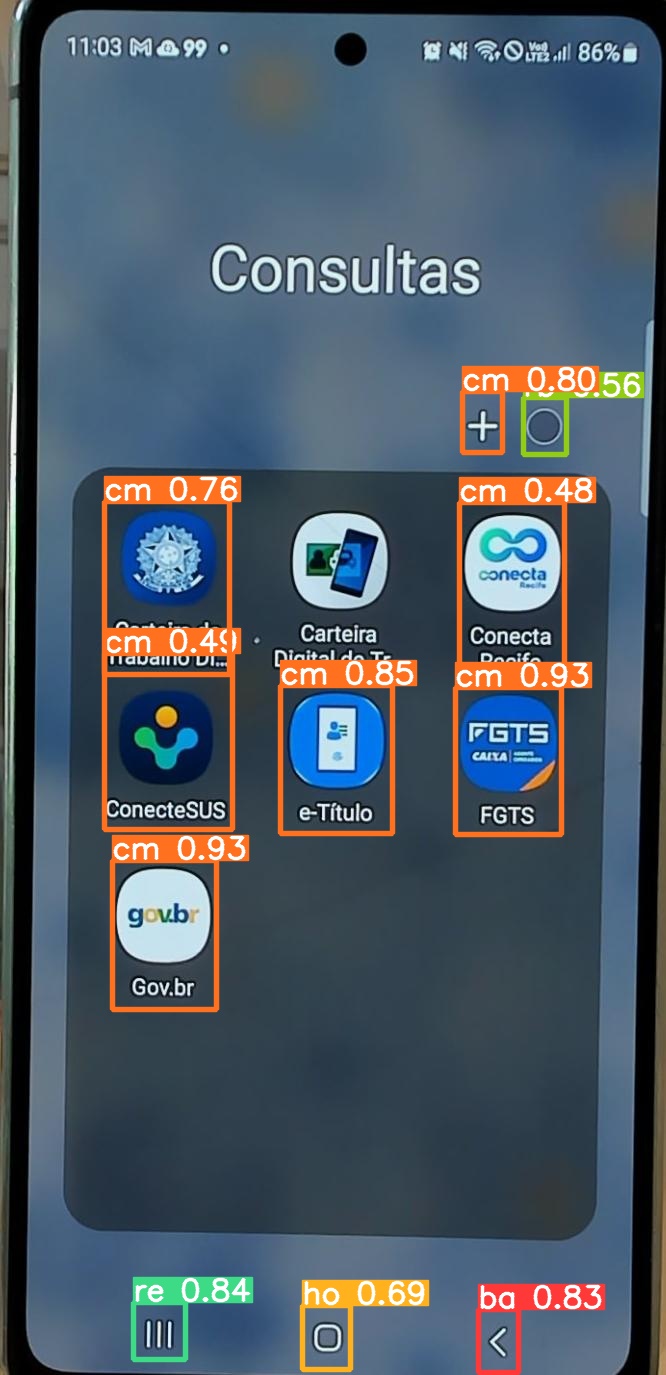 11:03 99 86%
Vo))
LTE2
Consultas
cm 0.80 0.56
cm 0.76
cm 0.48
conecta
Recife
Carteira de
Trabalho Di...
Carteira
Digital de Tr...
Conecta
Recife
cm 0.49
cm 0.85
cm 0.93
FGTS
CAIXA
ConecteSUS
e-Título
FGTS
cm 0.93
gov.br
Gov.br
re 0.84
ho 0.69
ba 0.83